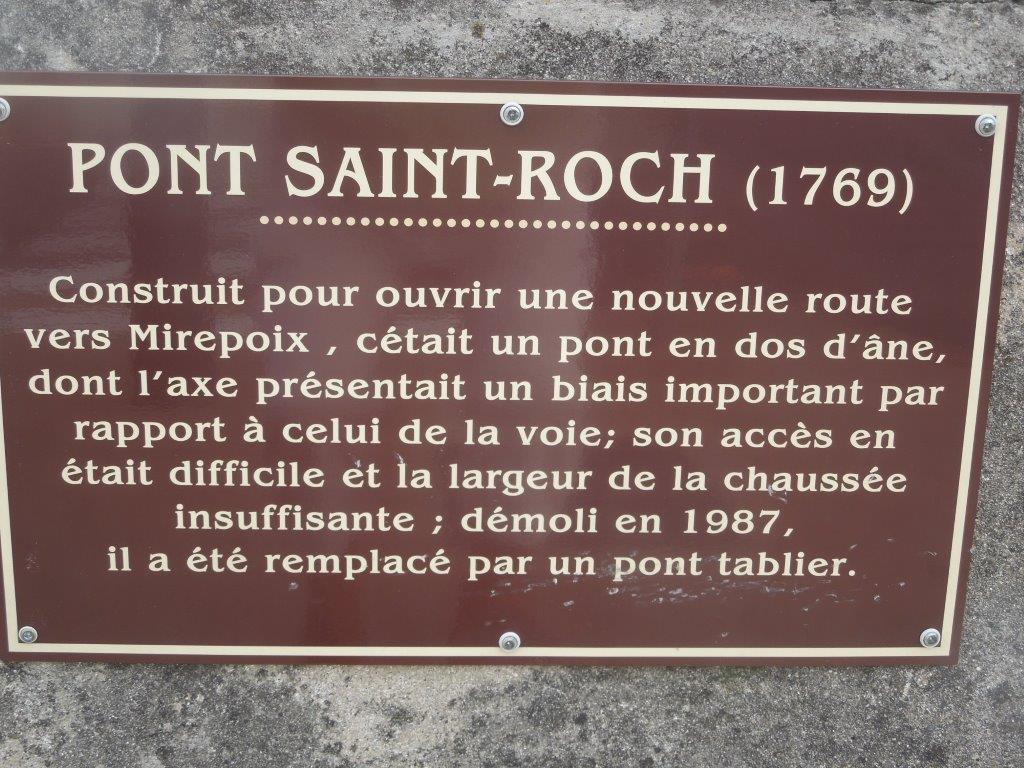 PONT SAINT-ROCH (1769)
Construit pour ouvrir une nouvelle route
vers Mirepoix , cétait un pont en dos d'âne,
dont l'axe présentait un biais important par
rapport à celui de la voie; son accès en
était difficile et la largeur de la chaussée
insuffisante ; démoli en 1987,
il a été remplacé par un pont tablier.